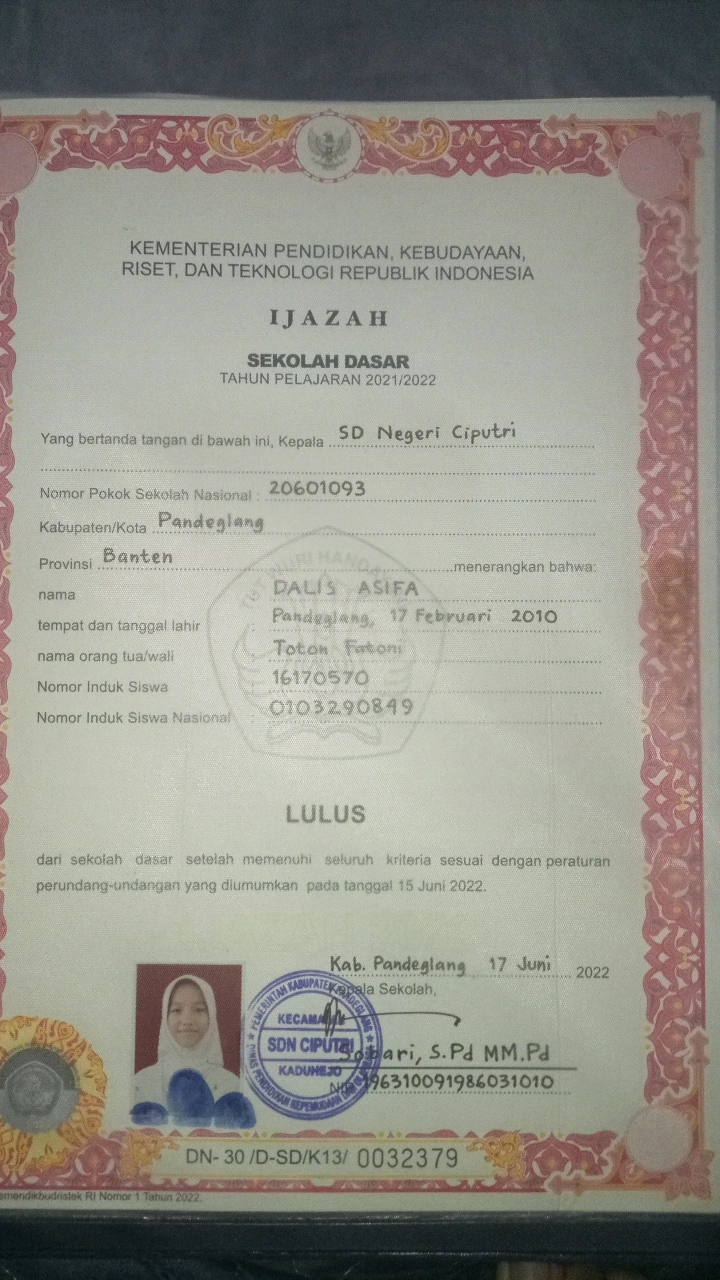 KEMENTERIAN PENDIDIKAN, KEBUDAYAAN,
RISET, DAN TEKNOLOGI REPUBLIK INDONESIA
IJAZAH
SEKOLAH DASAR
TAHUN PELAJARAN 2021/2022
Yang bertanda tangan di bawah ini, Kepala SD Negeri Ciputri
Nomor Pokok Sekolah Nasional : 20601093
Kabupaten/Kota Pandeglang
Provinsi Banten menerangkan bahwa:
nama : DALIS ASIFA
tempat dan tanggal lahir : Pandeglang, 17 Februari 2010
nama orang tua/wali : Toton Fatoni
Nomor Induk Siswa : 16170570
Nomor Induk Siswa Nasional : 0103290849
LULUS
dari sekolah dasar setelah memenuhi seluruh kriteria sesuai dengan peraturan
perundang-undangan yang diumumkan pada tanggal 15 Juni 2022.
Kab. Pandeglang 17 Juni 2022
Kepala Sekolah,
PEMERINTAH KABUPATEN PANDEGLANG
KECAMATAN
SDN CIPUTRI
KADUHEJO
Sobari, S.Pd MM.Pd
NIP 196310091986031010
DN- 30 /D-SD/K13/ 0032379
RI Nomor 1 Tahun 2022.